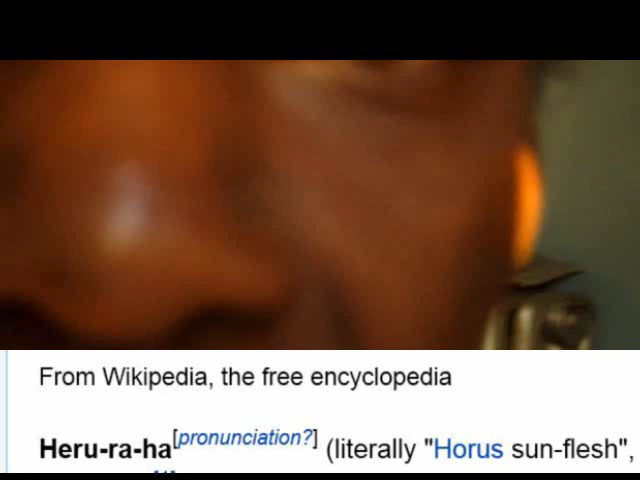 From Wikipedia, the free encyclopedia
Heru-ra-ha[pronunciation?] (literally "Horus sun-flesh",